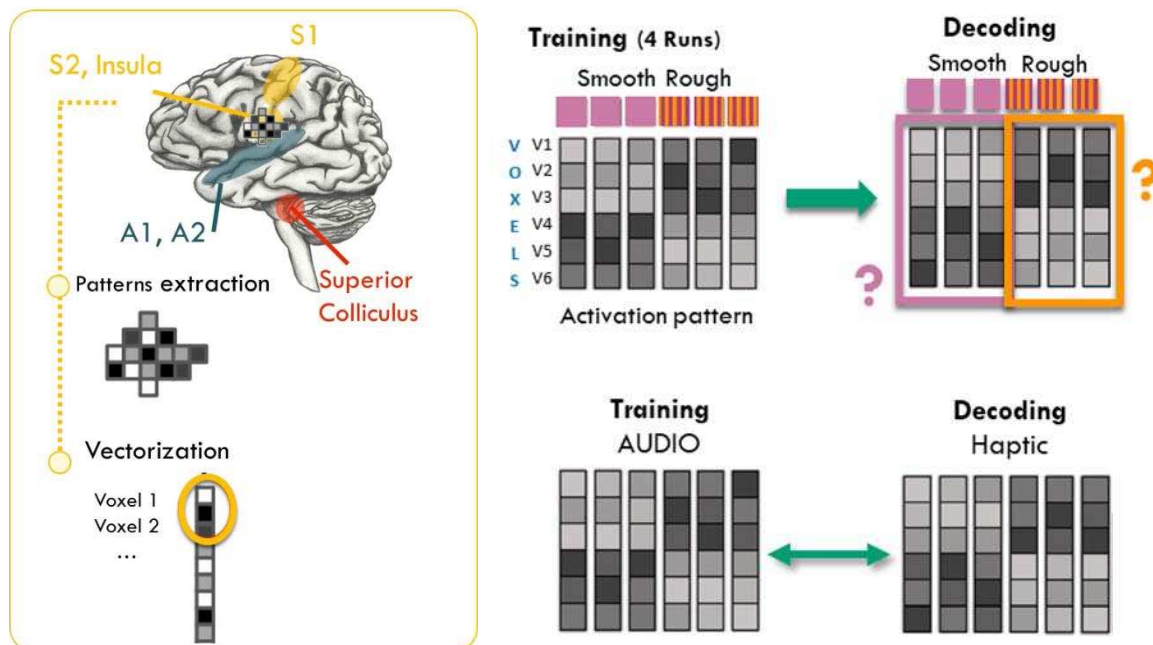 S1
S2, Insula
A1, A2
Superior
Colliculus
Patterns extraction
Vectorization
Voxel 1
Voxel 2
...
Training (4 Runs)
Smooth Rough
V V1
O V2
X V3
E V4
L V5
S V6
Activation pattern
Decoding
Smooth Rough
?
?
Training
AUDIO
Decoding
Haptic